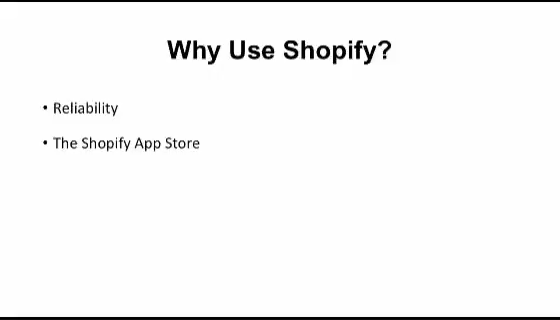 Why Use Shopify?
• Reliability
• The Shopify App Store